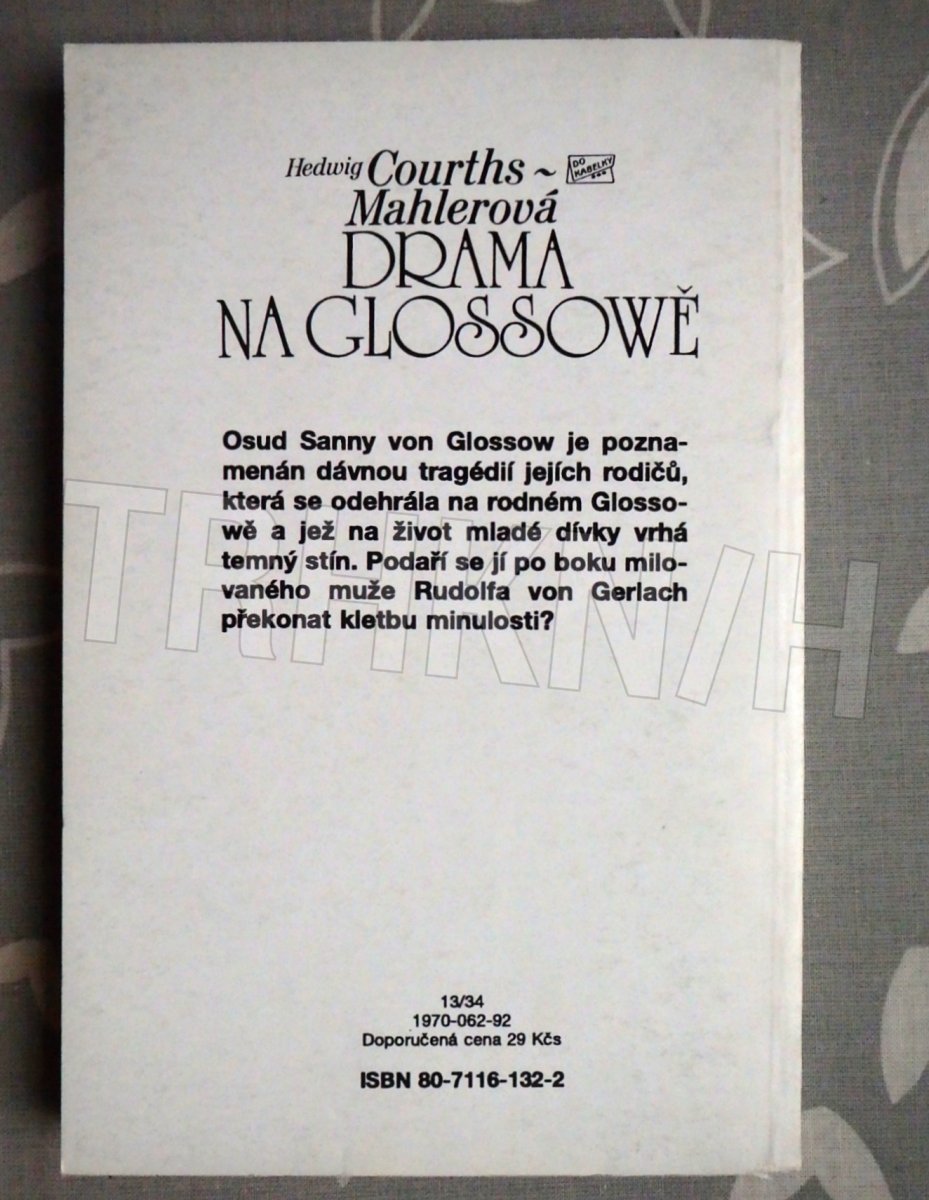 Hedwig Courths ~ DO KABELKY
Mahlerová
DRAMA
NA GLOSSOWĚ
Osud Sanny von Glossow je pozna-
menán dávnou tragédií jejích rodičů,
která se odehrála na rodném Glosso-
wě a jež na život mladé dívky vrhá
temný stín. Podaří se jí po boku milo-
vaného muže Rudolfa von Gerlach
překonat kletbu minulosti?
TRHKN/H
13/34
1970-062-92
Doporučená cena 29 Kčs
ISBN 80-7116-132-2